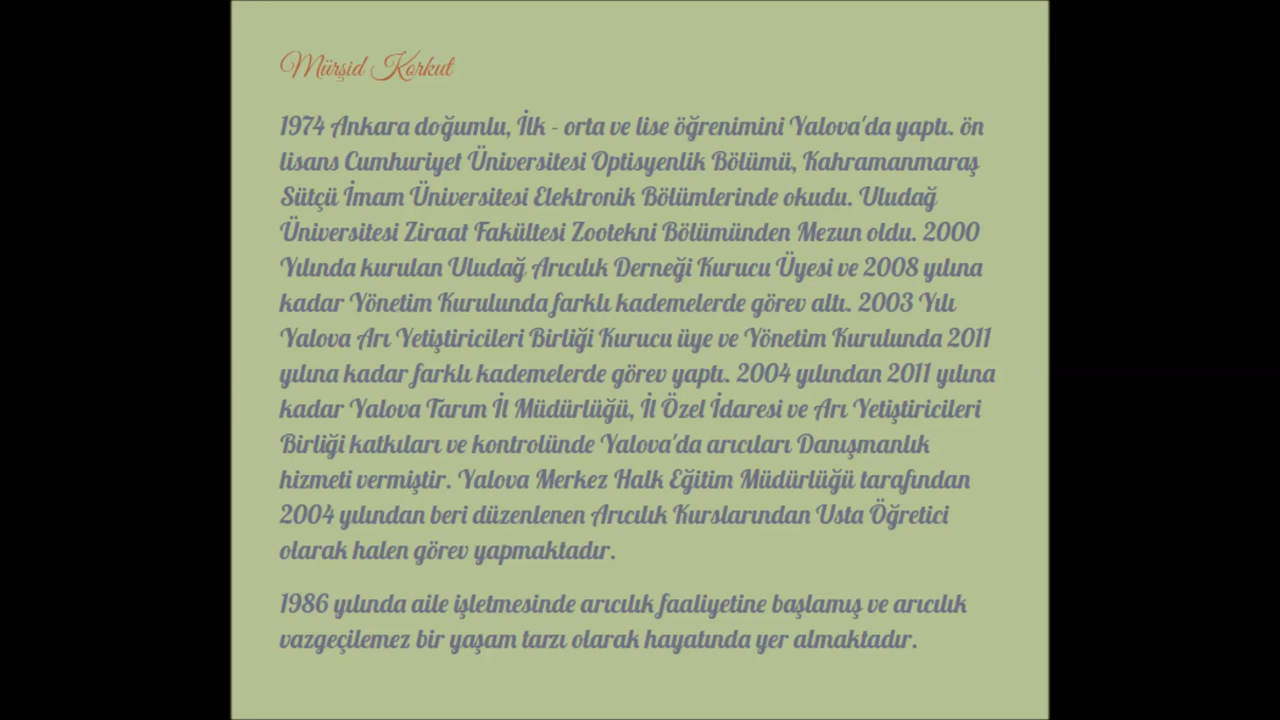 Mürşid Korkut
1974 Ankara doğumlu, İlk - orta ve lise öğrenimini Yalova'da yaptı. ön
lisans Cumhuriyet Üniversitesi Optisyenlik Bölümü, Kahramanmaraş
Sütçü İmam Üniversitesi Elektronik Bölümlerinde okudu. Uludağ
Üniversitesi Ziraat Fakültesi Zootekni Bölümünden Mezun oldu. 2000
Yılında kurulan Uludağ Arıcılık Derneği Kurucu Üyesi ve 2008 yılına
kadar Yönetim Kurulunda farklı kademelerde görev altı. 2003 Yılı
Yalova Arı Yetiştiricileri Birliği Kurucu üye ve Yönetim Kurulunda 2011
yılına kadar farklı kademelerde görev yaptı. 2004 yılından 2011 yılına
kadar Yalova Tarım İl Müdürlüğü, İl Özel İdaresi ve Arı Yetiştiricileri
Birliği katkıları ve kontrolünde Yalova'da arıcıları Danışmanlık
hizmeti vermiştir. Yalova Merkez Halk Eğitim Müdürlüğü tarafından
2004 yılından beri düzenlenen Arıcılık Kurslarından Usta Öğretici
olarak halen görev yapmaktadır.
1986 yılında aile işletmesinde arıcılık faaliyetine başlamış ve arıcılık
vazgeçilemez bir yaşam tarzı olarak hayatında yer almaktadır.